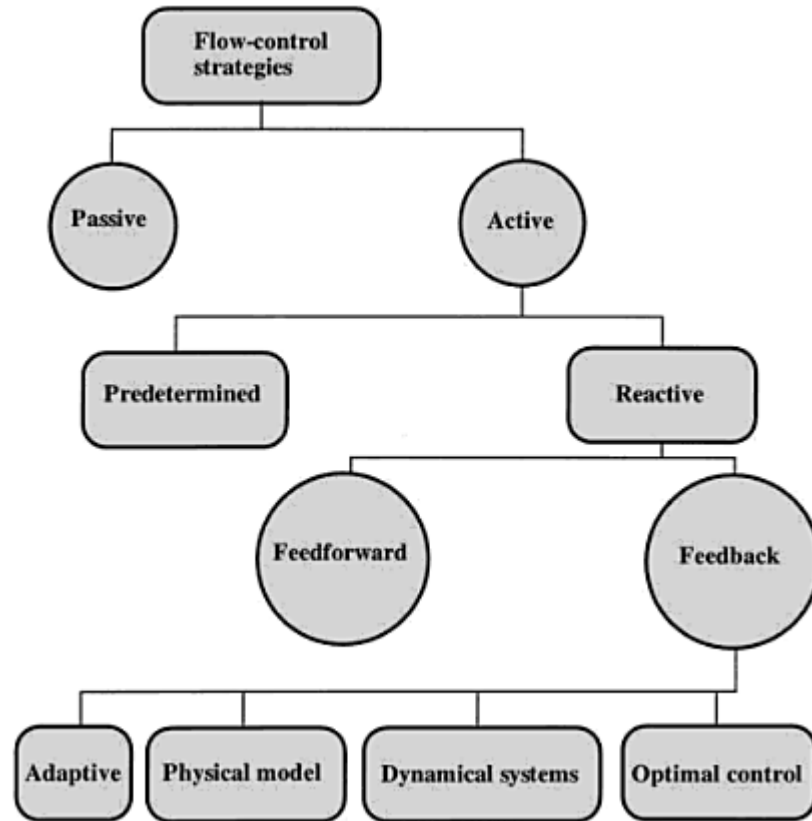 Flow-control
strategies
Passive
Active
Predetermined
Reactive
Feedforward
Feedback
Adaptive
Physical model
Dynamical systems
Optimal control